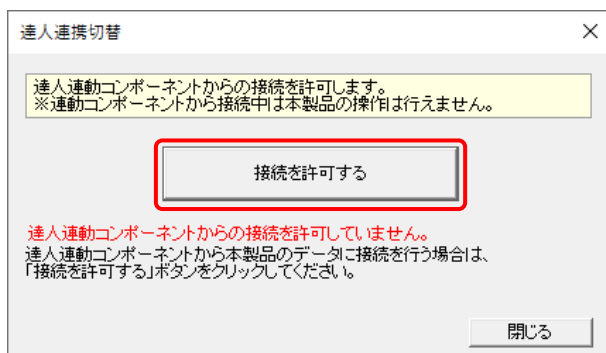 達人連携切替
達人連動コンポーネントからの接続を許可します。
※連動コンポーネントから接続中は本製品の操作は行えません。
接続を許可する
達人連動コンポーネントからの接続を許可していません。
達人連動コンポーネントから本製品のデータに接続を行う場合は、
「接続を許可する」ボタンをクリックしてください。
閉じる